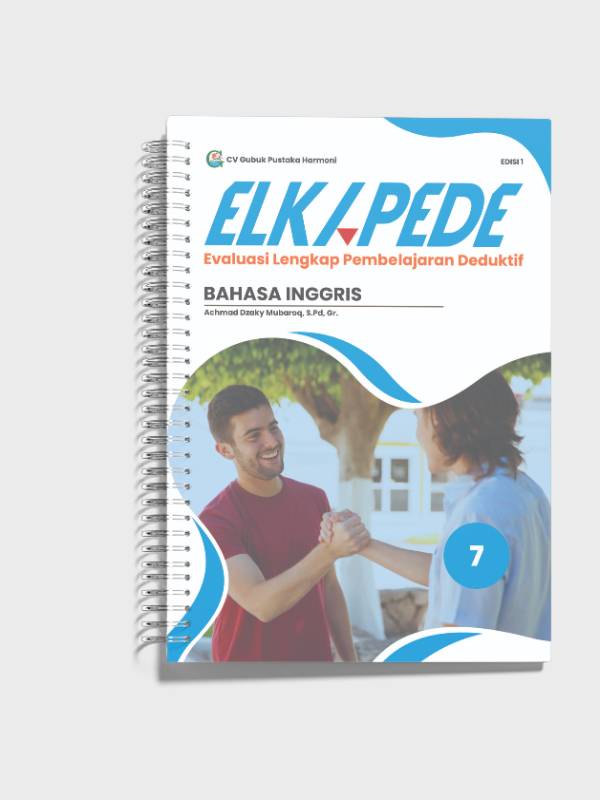 CV Gubuk Pustaka Harmoni
EDISI 1
ELKAPEDE
Evaluasi Lengkap Pembelajaran Deduktif
BAHASA INGGRIS
Achmad Dzaky Mubaroq, S.Pd, Gr.
7